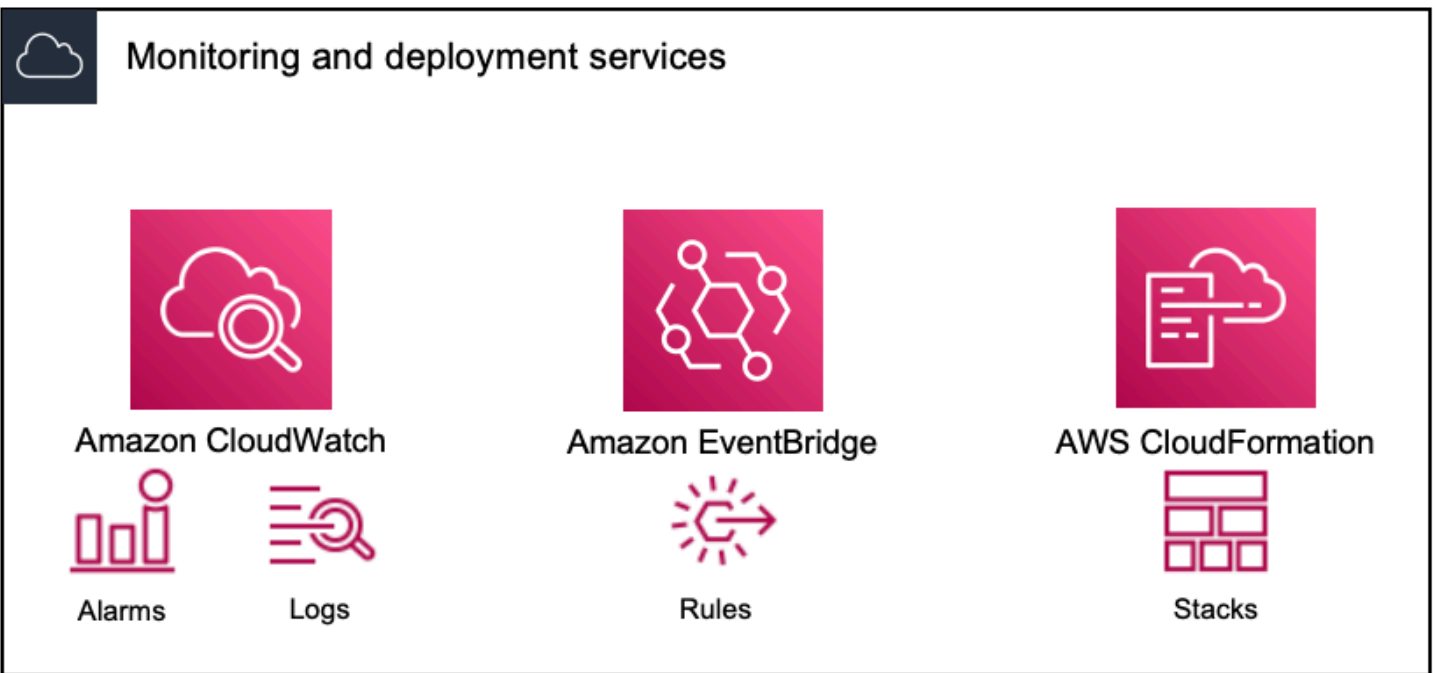 Monitoring and deployment services
Amazon CloudWatch
Amazon EventBridge
AWS CloudFormation
Alarms
Logs
Rules
Stacks